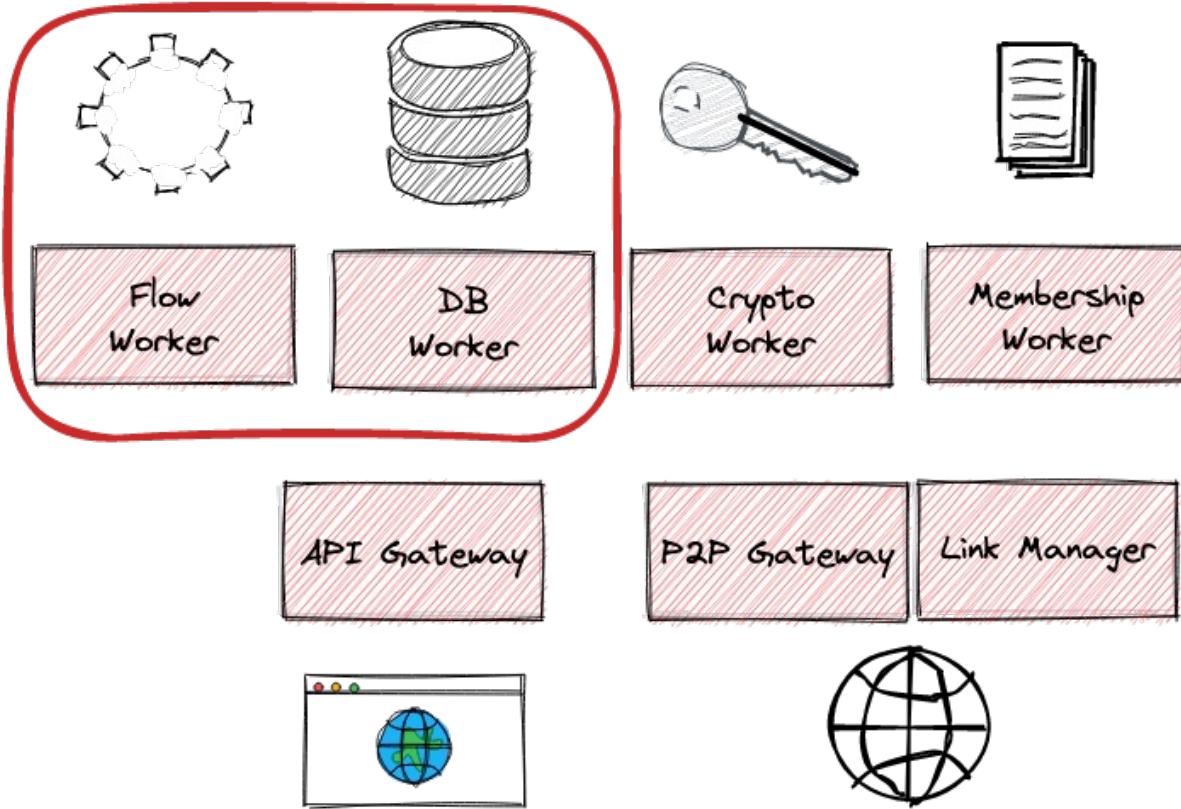 Flow
Worker
DB
Worker
Crypto
Worker
Membership
Worker
API Gateway
P2P Gateway
Link Manager